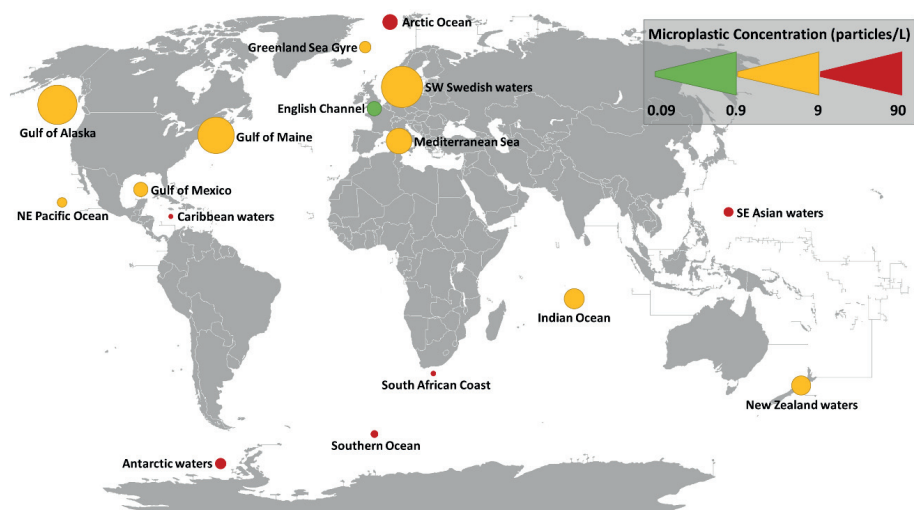 Arctic Ocean
Microplastic Concentration (particles/L)
Greenland Sea Gyre
SW Swedish waters
English Channel
0.09 0.9 9 90
Gulf of Alaska
Gulf of Maine
Mediterranean Sea
Gulf of Mexico
NE Pacific Ocean
Caribbean waters
SE Asian waters
Indian Ocean
South African Coast
New Zealand waters
Southern Ocean
Antarctic waters